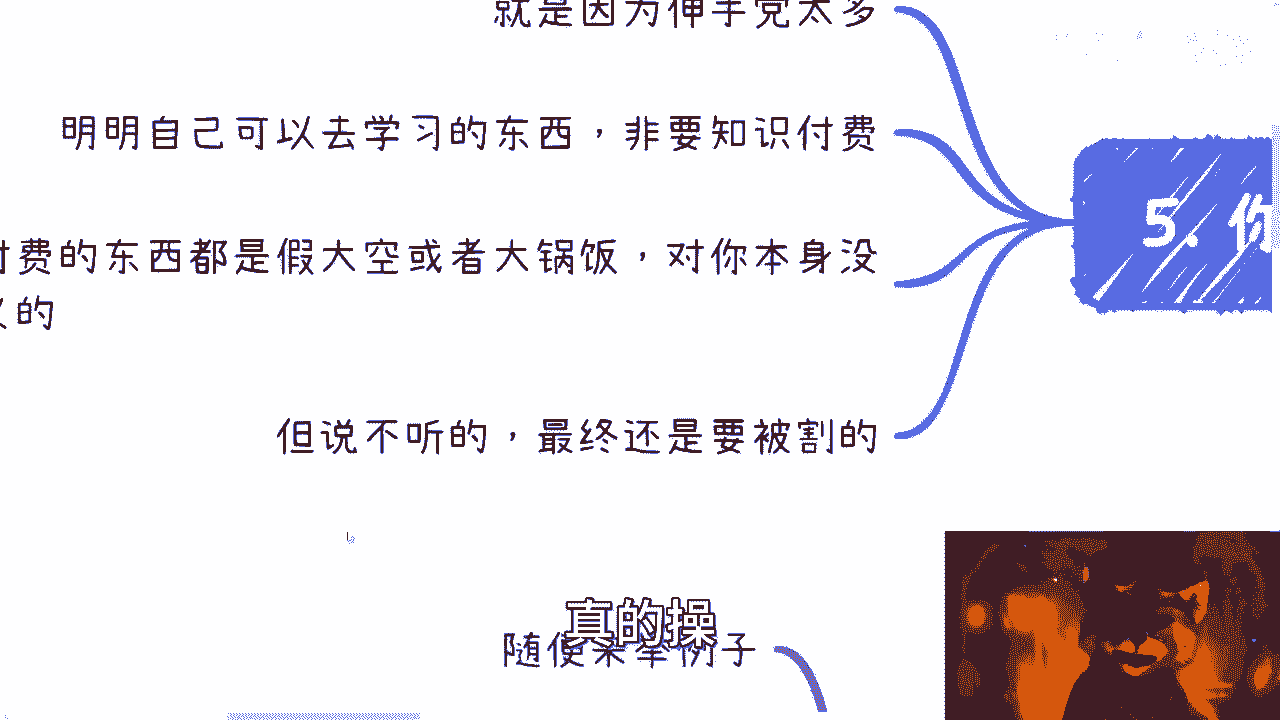 就是因为伸手党太多
明明自己可以去学习的东西，非要知识付费
付费的东西都是假大空或者大锅饭，对你本身没
义的
但说不听的，最终还是要被割的
5. 你
真的操
随便来举例子